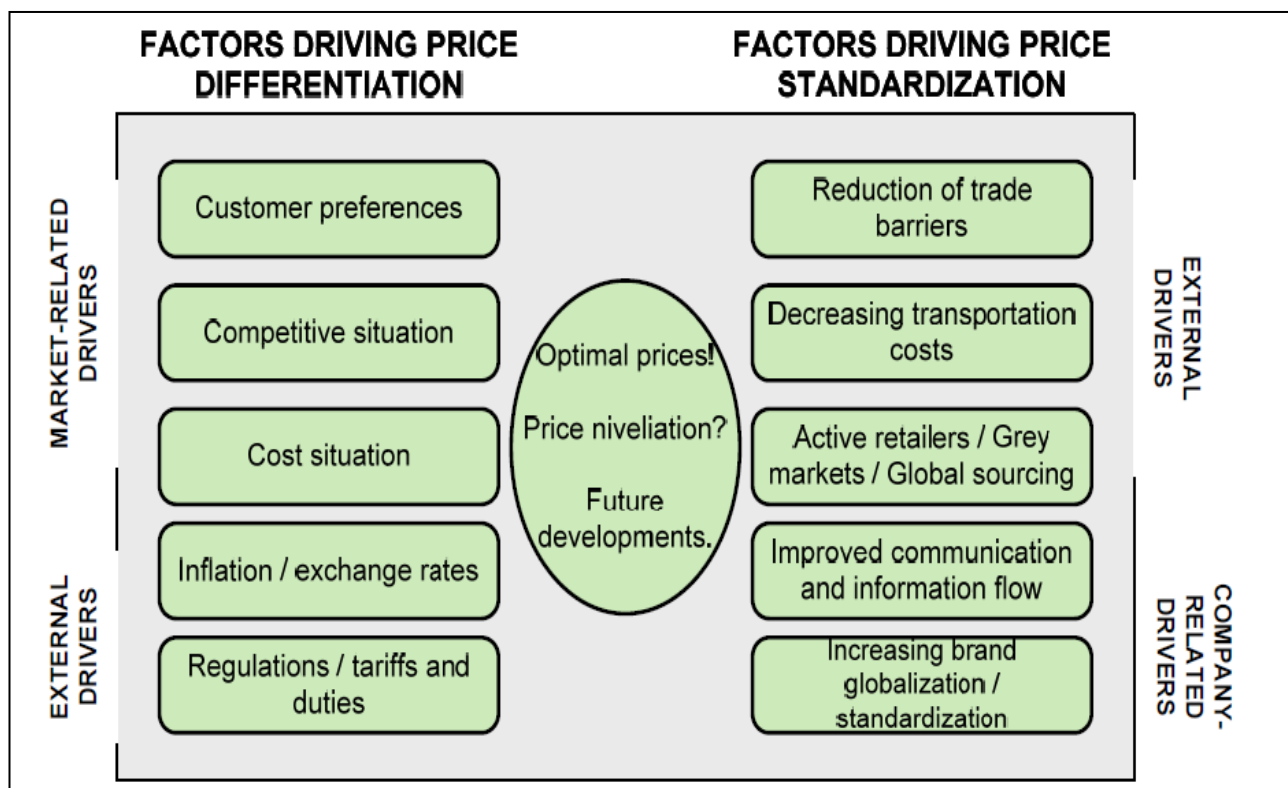 FACTORS DRIVING PRICE
DIFFERENTIATION
FACTORS DRIVING PRICE
STANDARDIZATION
MARKET-RELATED
DRIVERS
Customer preferences
Competitive situation
Cost situation
EXTERNAL
DRIVERS
Inflation / exchange rates
Regulations / tariffs and
duties
Optimal prices!
Price niveliation?
Future
developments.
Reduction of trade
barriers
Decreasing transportation
costs
Active retailers / Grey
markets / Global sourcing
Improved communication
and information flow
Increasing brand
globalization /
standardization
EXTERNAL
DRIVERS
COMPANY-
RELATED
DRIVERS